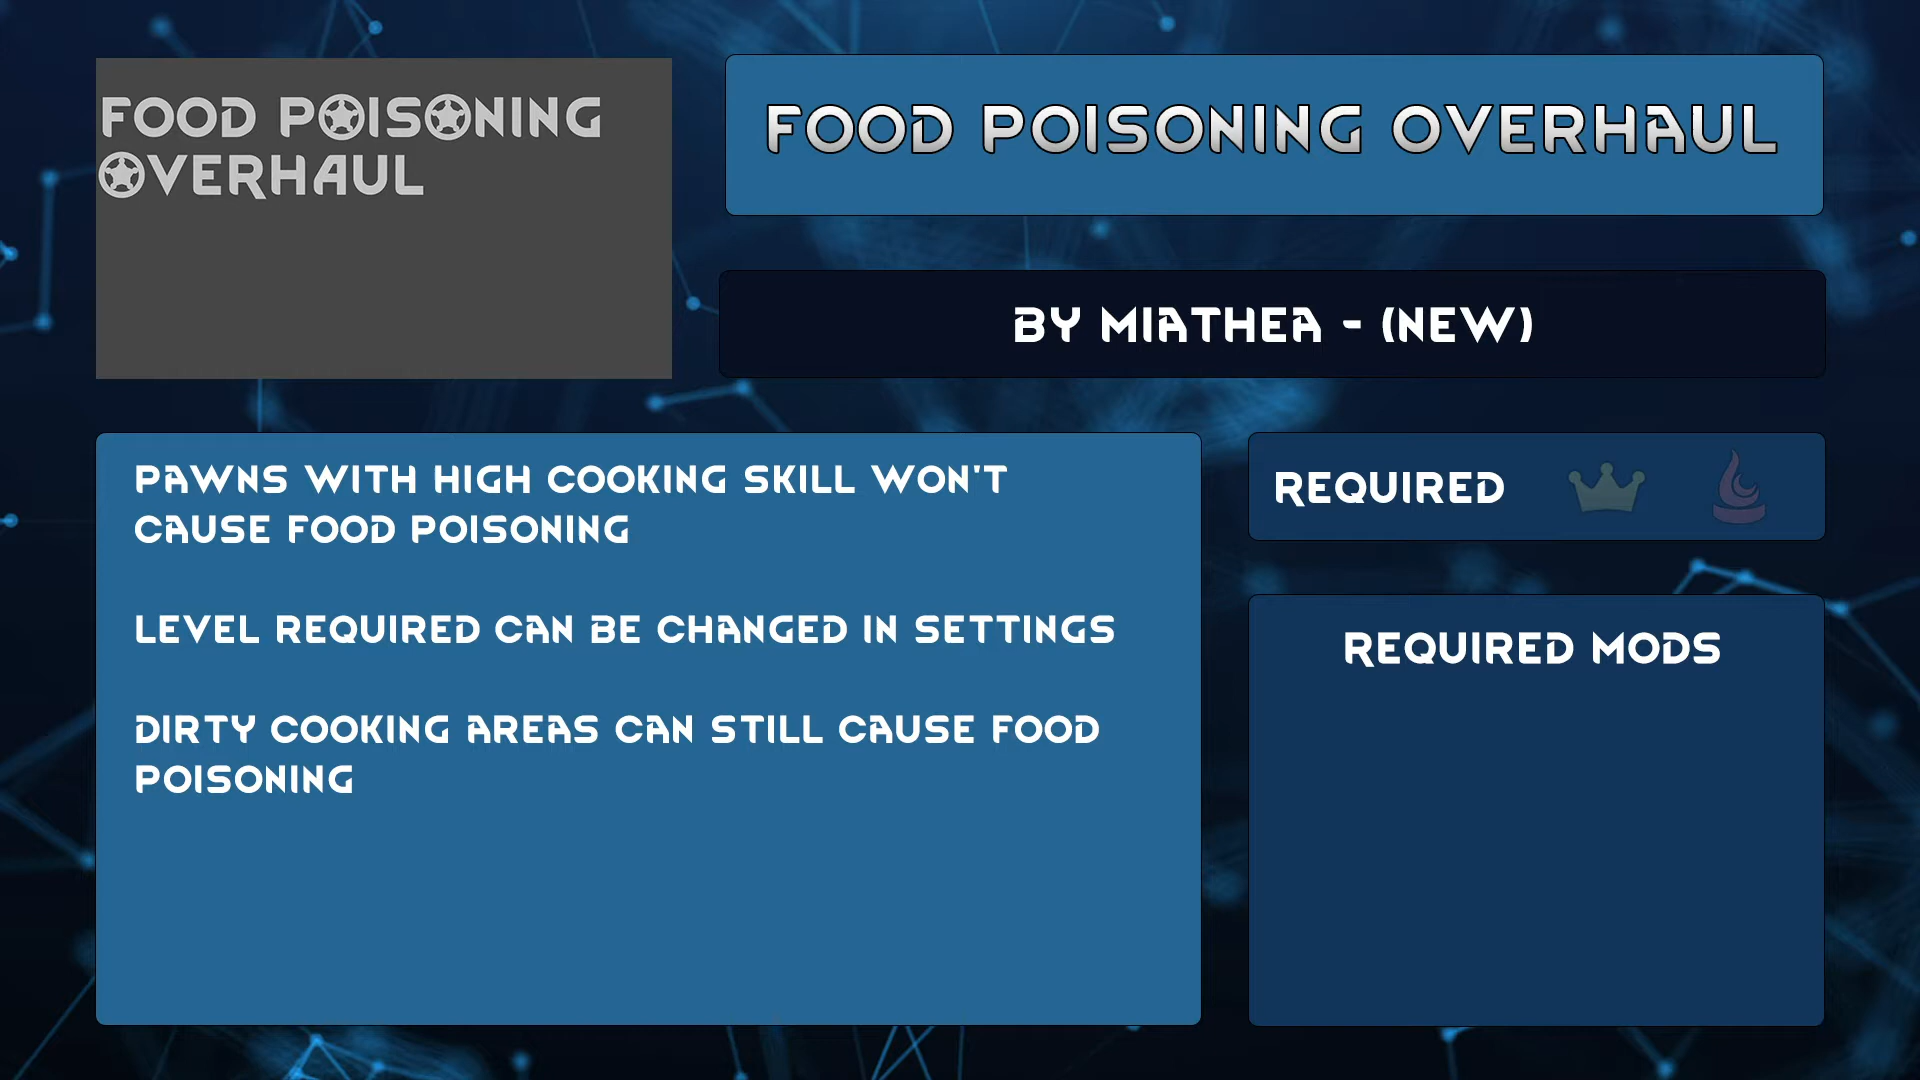 FOOD POISONING
OVERHAUL
FOOD POISONING OVERHAUL
BY MIATHEA - (NEW)
PAWNS WITH HIGH COOKING SKILL WON'T
CAUSE FOOD POISONING
LEVEL REQUIRED CAN BE CHANGED IN SETTINGS
DIRTY COOKING AREAS CAN STILL CAUSE FOOD
POISONING
REQUIRED
REQUIRED MODS